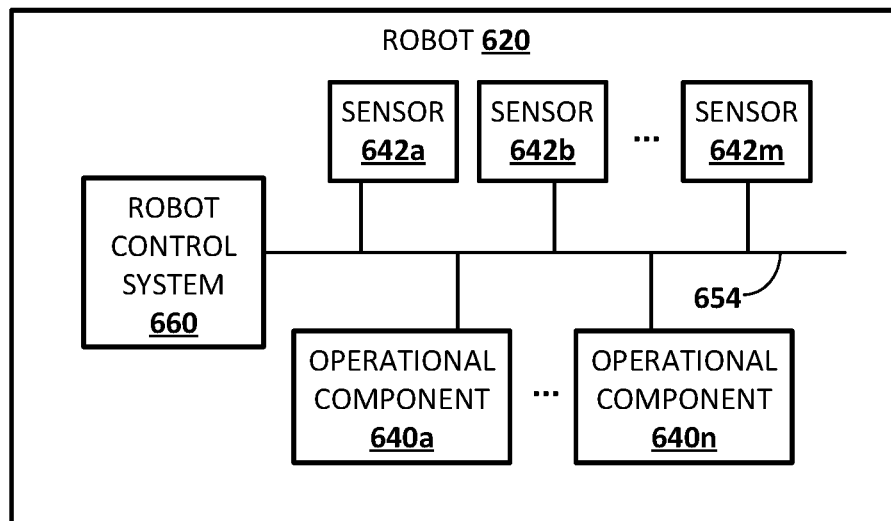 ROBOT 620
SENSOR
642a
SENSOR
642b
...
SENSOR
642m
ROBOT
CONTROL
SYSTEM
660
654
OPERATIONAL
COMPONENT
640a
...
OPERATIONAL
COMPONENT
640n